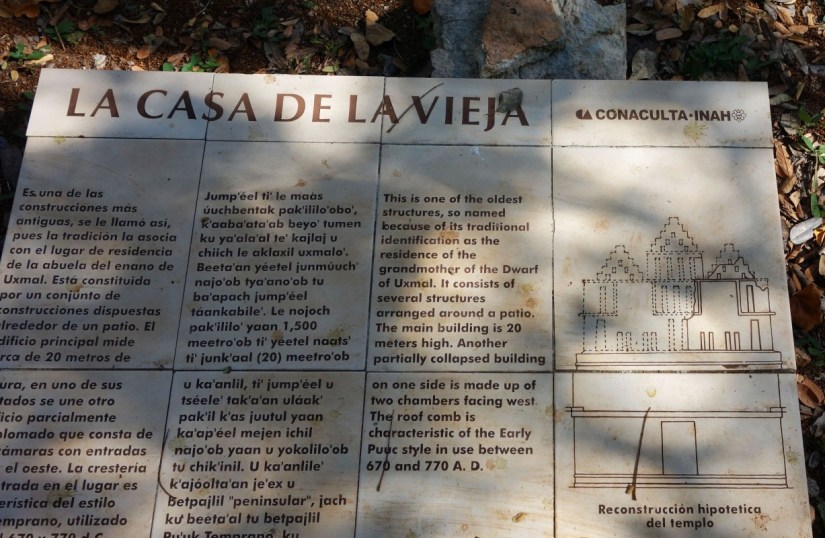 LA CASA DE LA VIEJA
CONACULTA·INAH
Es una de las
construcciones más
antiguas, se le llamó así,
pues la tradición la asocia
con el lugar de residencia
de la abuela del enano de
Uxmal. Está constituida
por un conjunto de
construcciones dispuestas
alrededor de un patio. El
edificio principal mide
de 20 metros de
en uno de sus
se une otro
parcialmente
que consta de
con entradas
el oeste. La crestería
en el lugar es
del estilo
utilizado
670 y 770 d.C.
Jump'éel ti' le maàs
úuchbentak pak'ililo'obo',
k'aaba'ata'ab beyo' tumen
ku ya'ala'al te' kajlaj u
chiich le aklaxil uxmalo'.
Beeta'an yéetel junmúuch'
najo'ob tya'ano'ob tu
ba'apach jump'éel
táankabile'. Le nojoch
pak'ililo' yaan 1,500
meetro'ob ti' yéetel naats'
ti' junk'aal (20) meetro'ob
u ka'anlil, ti' jump'éel u
tséele' tak'a'an uláak'
pak'il k'as juutul yaan
ka'ap'éel mejen ichil
najo'ob yaan u yokolilo'ob
tu chik'inil. U ka'anlile'
k'ajóolta'an je'ex u
betpajlil "peninsular", jach
ku beeta'al tu betpajlil
Pu'uk Temprano, ku
This is one of the oldest
structures, so named
because of its traditional
identification as the
residence of the
grandmother of the Dwarf
of Uxmal. It consists of
several structures
arranged around a patio.
The main building is 20
meters high. Another
partially collapsed building
on one side is made up of
two chambers facing west.
The roof comb is
characteristic of the Early
Puuc style in use between
670 and 770 A. D.
Reconstrucción hipotetica
del templo